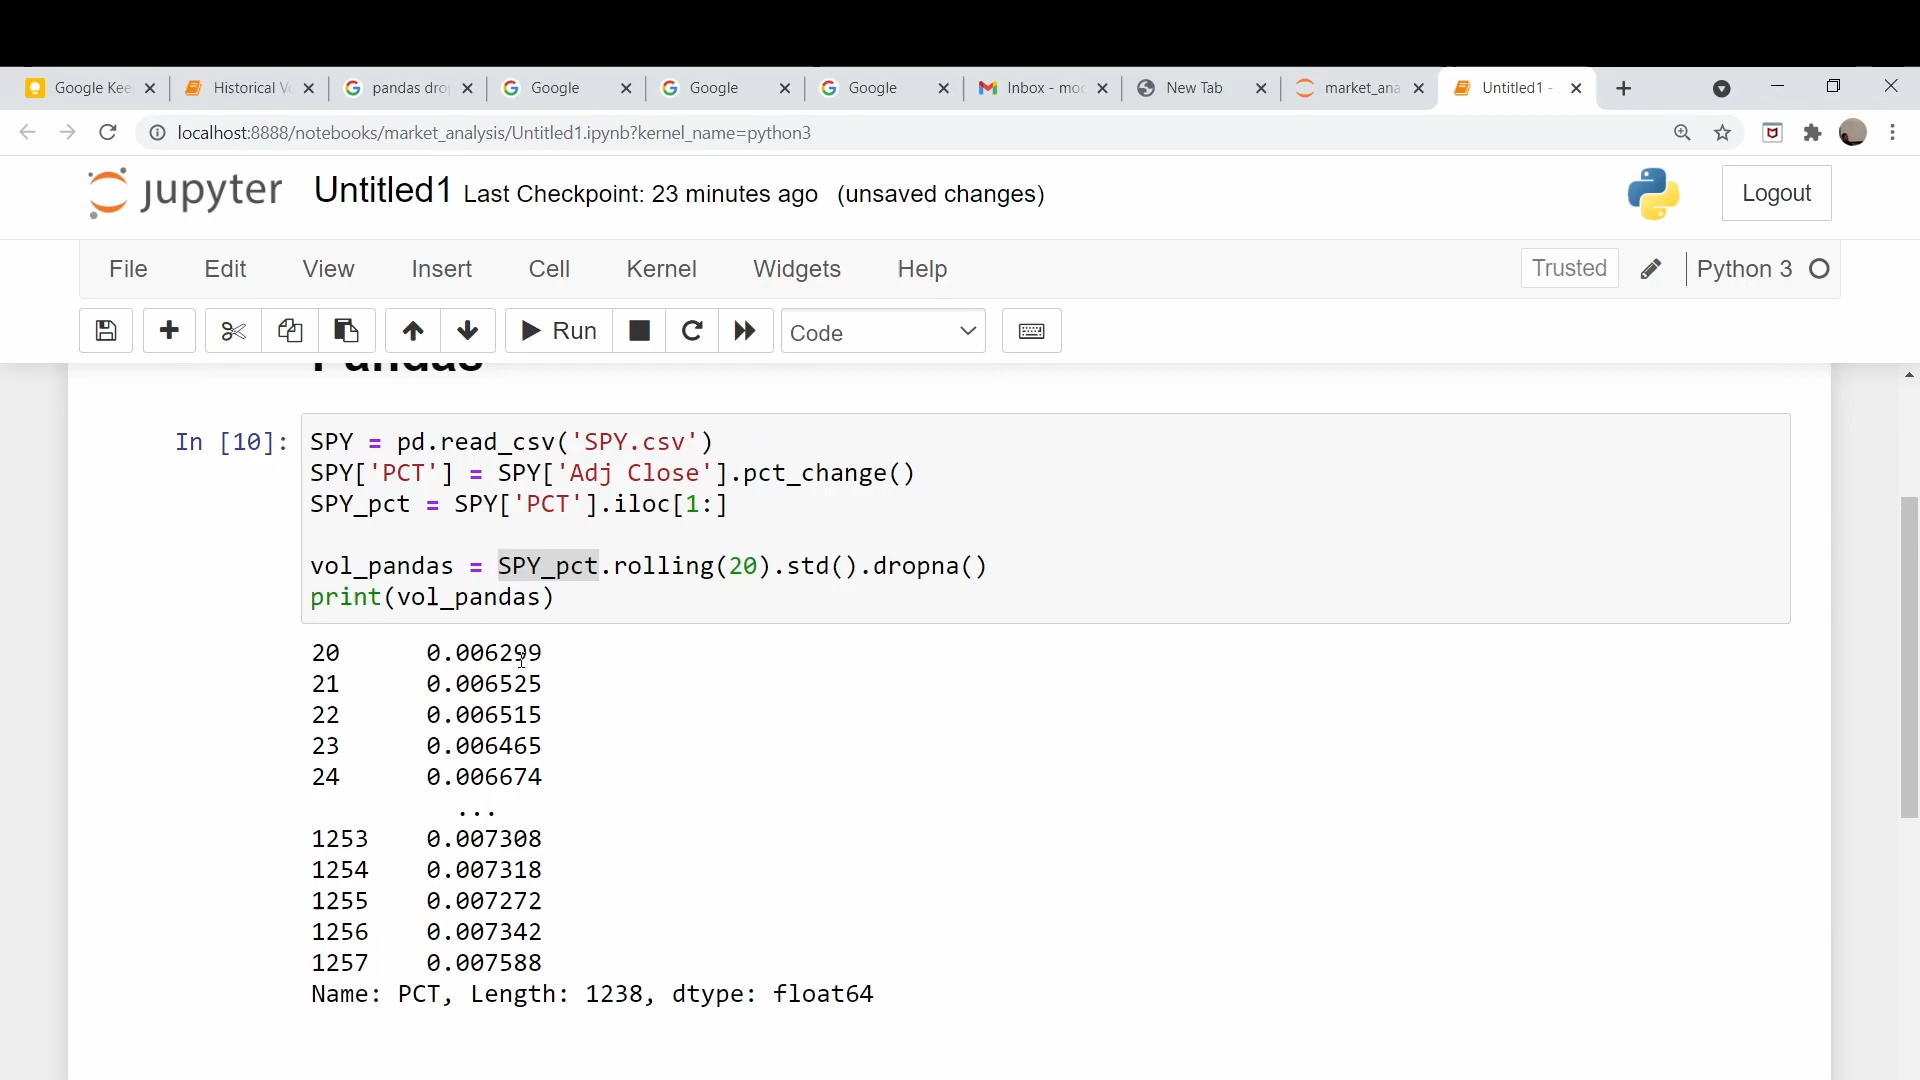 Google Kee
Historical V
pandas dro
Google
Google
Google
Inbox - mo
New Tab
market_ana
Untitled1 -
localhost:8888/notebooks/market_analysis/Untitled1.ipynb?kernel_name=python3
jupyter Untitled1 Last Checkpoint: 23 minutes ago (unsaved changes)
Logout
File Edit View Insert Cell Kernel Widgets Help
Trusted
Python 3
Run
Code
Pandas
In [10]: SPY = pd.read_csv('SPY.csv')
SPY['PCT'] = SPY['Adj Close'].pct_change()
SPY_pct = SPY['PCT'].iloc[1:]
vol_pandas = SPY_pct.rolling(20).std().dropna()
print(vol_pandas)
20 0.006299
21 0.006525
22 0.006515
23 0.006465
24 0.006674
...
1253 0.007308
1254 0.007318
1255 0.007272
1256 0.007342
1257 0.007588
Name: PCT, Length: 1238, dtype: float64